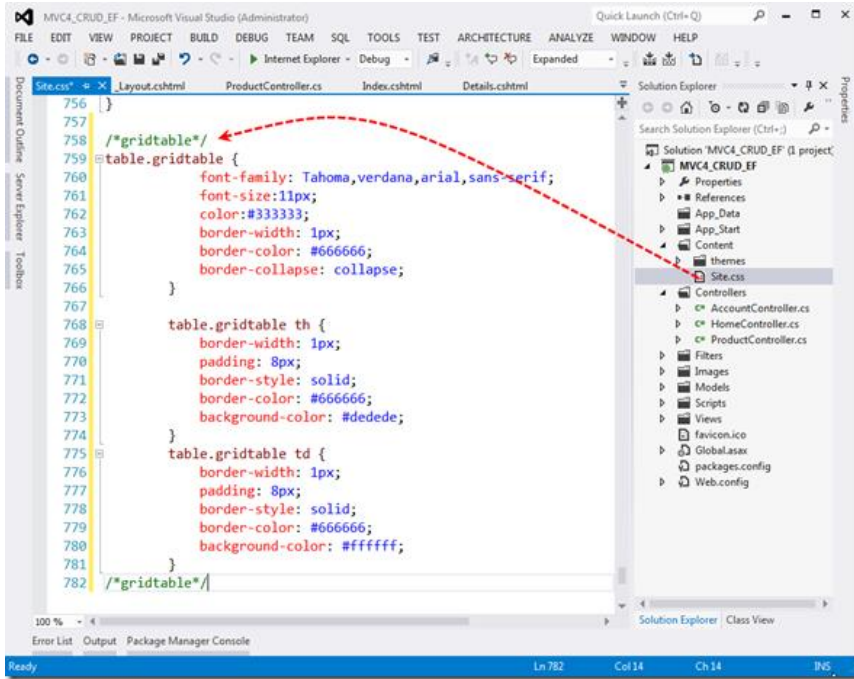 MVC4_CRUD_EF - Microsoft Visual Studio (Administrator)
Quick Launch (Ctrl+Q)
FILE EDIT VIEW PROJECT BUILD DEBUG TEAM SQL TOOLS TEST ARCHITECTURE ANALYZE WINDOW HELP
Internet Explorer Debug Expanded
Site.css* _Layout.cshtml ProductController.cs Index.cshtml Details.cshtml
Document Outline
Server Explorer
Toolbox
756 }
757
758 /*gridtable*/
759 table.gridtable {
760 font-family: Tahoma,verdana,arial,sans-serif;
761 font-size:11px;
762 color:#333333;
763 border-width: 1px;
764 border-color: #666666;
765 border-collapse: collapse;
766 }
767
768 table.gridtable th {
769 border-width: 1px;
770 padding: 8px;
771 border-style: solid;
772 border-color: #666666;
773 background-color: #dedede;
774 }
775 table.gridtable td {
776 border-width: 1px;
777 padding: 8px;
778 border-style: solid;
779 border-color: #666666;
780 background-color: #ffffff;
781 }
782 /*gridtable*/
100 %
Solution Explorer
Properties
Search Solution Explorer (Ctrl+;)
Solution 'MVC4_CRUD_EF' (1 project
MVC4_CRUD_EF
Properties
References
App_Data
App_Start
Content
themes
Site.css
Controllers
C# AccountController.cs
C# HomeController.cs
C# ProductController.cs
Filters
Images
Models
Scripts
Views
favicon.ico
Global.asax
packages.config
Web.config
Solution Explorer Class View
Error List Output Package Manager Console
Ready Ln 782 Col 14 Ch 14 INS